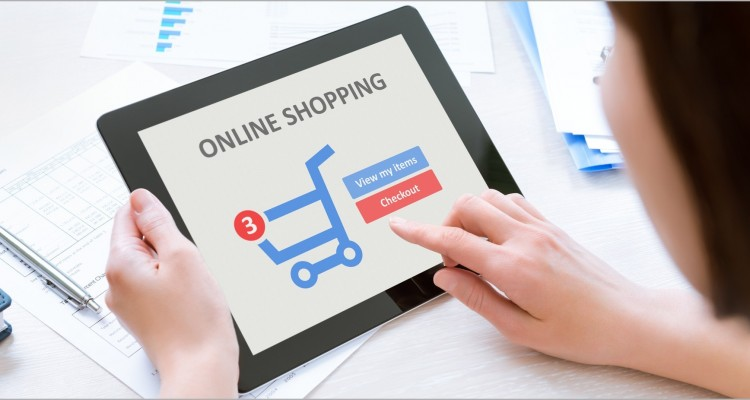 ONLINE SHOPPING
View my items
3
Checkout